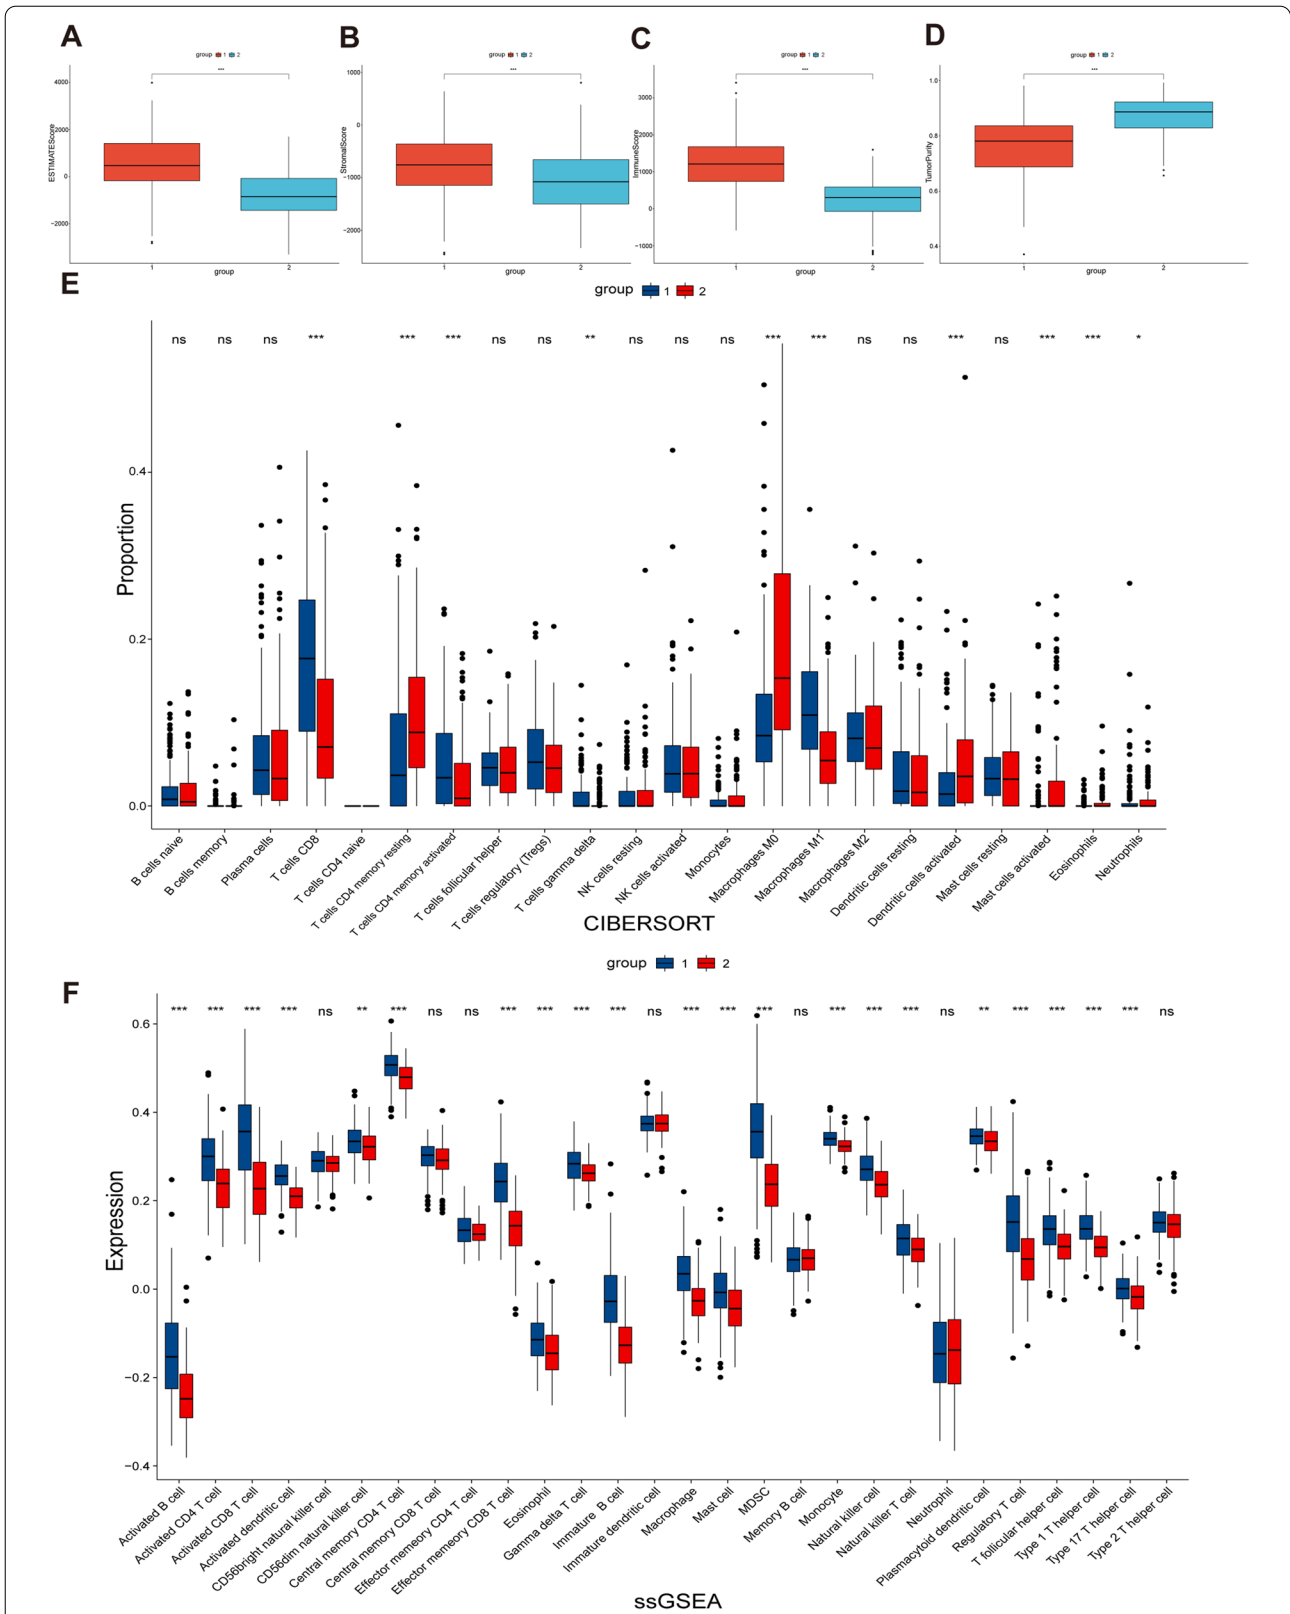 A
B
C
D
group 1 2
group 1 2
group 1 2
group 1 2
***
***
***
***
ESTIMATEScore
4000
2000
0
−2000
1
2
group
StromalScore
1000
0
−1000
−2000
1
2
group
ImmuneScore
3000
2000
1000
0
−1000
1
2
group
TumorPurity
1.0
0.8
0.6
0.4
1
2
group
E
group 1 2
ns ns ns *** *** *** ns ns ** ns ns ns *** *** ns ns *** ns *** *** *
Proportion
0.4
0.2
0.0
B cells naive
B cells memory
Plasma cells
T cells CD8
T cells CD4 naive
T cells CD4 memory resting
T cells CD4 memory activated
T cells follicular helper
T cells regulatory (Tregs)
T cells gamma delta
NK cells resting
NK cells activated
Monocytes
Macrophages M0
Macrophages M1
Macrophages M2
Dendritic cells resting
Dendritic cells activated
Mast cells resting
Mast cells activated
Eosinophils
Neutrophils
CIBERSORT
group 1 2
F
*** *** *** *** ns ** *** ns ns *** *** *** *** ns *** *** *** ns *** *** *** ns ** *** *** *** *** ns
Expression
0.6
0.4
0.2
0.0
−0.2
−0.4
Activated B cell
Activated CD4 T cell
Activated CD8 T cell
Activated dendritic cell
CD56bright natural killer cell
CD56dim natural killer cell
Central memory CD4 T cell
Central memory CD8 T cell
Effector memory CD4 T cell
Effector memeory CD8 T cell
Eosinophil
Gamma delta T cell
Immature B cell
Immature dendritic cell
Macrophage
Mast cell
MDSC
Memory B cell
Monocyte
Natural killer cell
Natural killer T cell
Neutrophil
Plasmacytoid dendritic cell
Regulatory T cell
T follicular helper cell
Type 1 T helper cell
Type 17 T helper cell
Type 2 T helper cell
ssGSEA